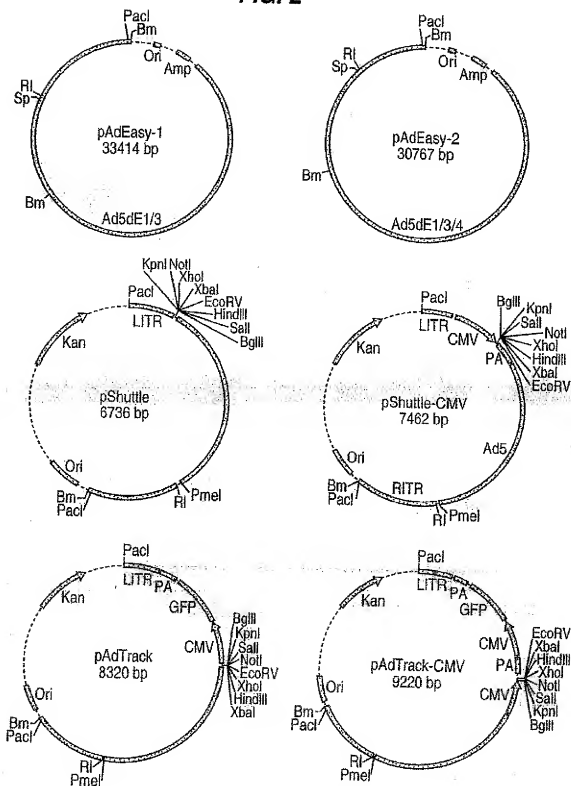 PacI
Bm
Ori
Amp
RI
Sp
pAdEasy-1
33414 bp
Bm
Ad5dE1/3
PacI
Bm
Ori
Amp
RI
Sp
pAdEasy-2
30767 bp
Bm
Ad5dE1/3/4
KpnI NotI
XhoI
XbaI
EcoRV
HindIII
SalI
BglII
PacI
LITR
Kan
pShuttle
6736 bp
Ori
Bm
PacI
RI
PmeI
PacI
LITR
CMV
PA
BglII
KpnI
SalI
NotI
XhoI
HindIII
XbaI
EcoRV
Kan
pShuttle-CMV
7462 bp
Ad5
Ori
RITR
Bm
PacI
RI
PmeI
PacI
LITR
PA
GFP
Kan
CMV
BglII
KpnI
SalI
NotI
EcoRV
XhoI
HindIII
XbaI
pAdTrack
8320 bp
Ori
Bm
PacI
RI
PmeI
PacI
LITR
PA
GFP
Kan
CMV
PA
CMV
EcoRV
XbaI
HindIII
XhoI
NotI
SalI
KpnI
BglII
pAdTrack-CMV
9220 bp
Ori
Bm
PacI
RI
PmeI